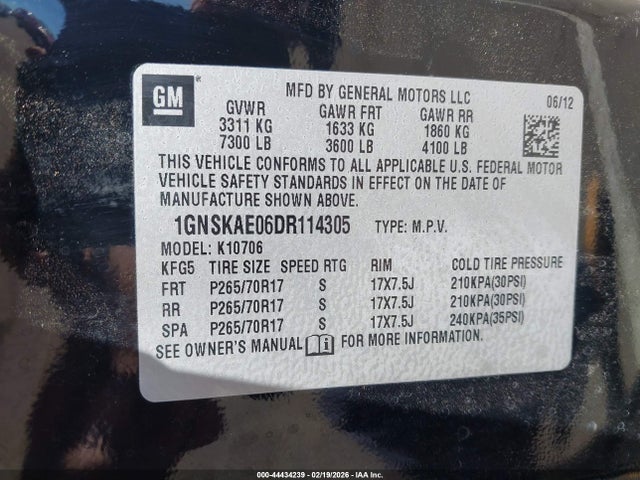 GM
®
MFD BY GENERAL MOTORS LLC 06/12
GVWR GAWR FRT GAWR RR
3311 KG 1633 KG 1860 KG
7300 LB 3600 LB 4100 LB
THIS VEHICLE CONFORMS TO ALL APPLICABLE U.S. FEDERAL MOTOR
VEHICLE SAFETY STANDARDS IN EFFECT ON THE DATE OF
MANUFACTURE SHOWN ABOVE.
1GNSKAE06DR114305 TYPE: M.P.V.
MODEL: K10706
KFG5 TIRE SIZE SPEED RTG RIM COLD TIRE PRESSURE
FRT P265/70R17 S 17X7.5J 210KPA(30PSI)
RR P265/70R17 S 17X7.5J 210KPA(30PSI)
SPA P265/70R17 S 17X7.5J 240KPA(35PSI)
SEE OWNER'S MANUAL i FOR MORE INFORMATION.
000-44434239 - 02/19/2026 - IAA Inc.